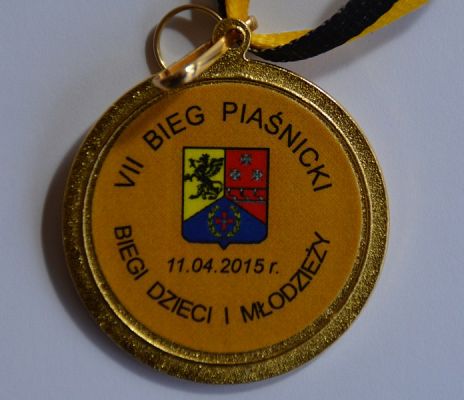 VII BIEG PIAŚNICKI
11.04.2015 r.
BIEGI DZIECI I MŁODZIEŻY